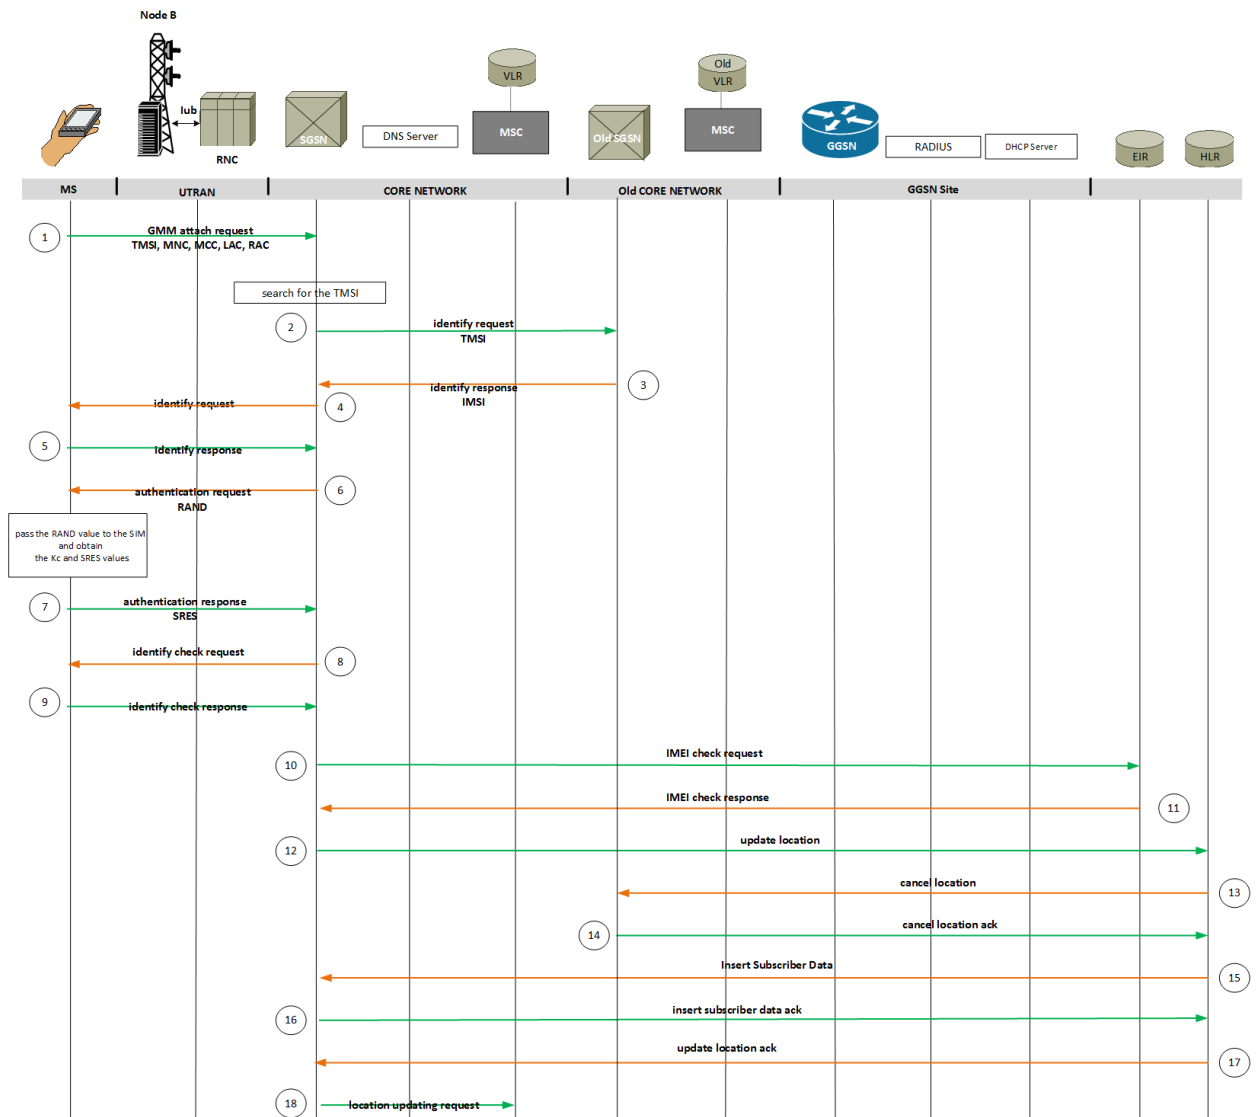 Node B
Iub
RNC
SGSN
DNS Server
VLR
MSC
Old SGSN
Old
VLR
MSC
GGSN
RADIUS
DHCP Server
EIR
HLR
MS
UTRAN
CORE NETWORK
Old CORE NETWORK
GGSN Site
1
GMM attach request
TMSI, MNC, MCC, LAC, RAC
search for the TMSI
2
identify request
TMSI
3
identify response
IMSI
identify request
4
5
identify response
authentication request
RAND
6
pass the RAND value to the SIM
and obtain
the Kc and SRES values
7
authentication response
SRES
identify check request
8
9
identify check response
10
IMEI check request
IMEI check response
11
12
update location
cancel location
13
14
cancel location ack
Insert Subscriber Data
15
16
insert subscriber data ack
update location ack
17
18
location updating request